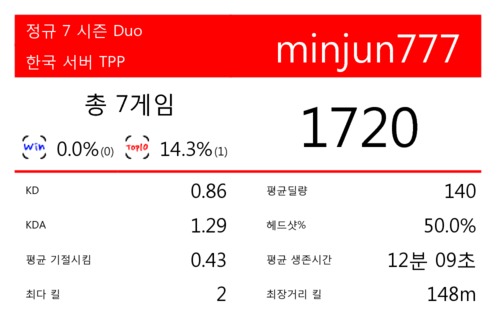 정규 7 시즌 Duo
한국 서버 TPP
minjun777
총 7게임
Win 0.0%(0) Top10 14.3%(1)
1720
KD 0.86
평균딜량 140
KDA 1.29
헤드샷% 50.0%
평균 기절시킴 0.43
평균 생존시간 12분 09초
최다 킬 2
최장거리 킬 148m